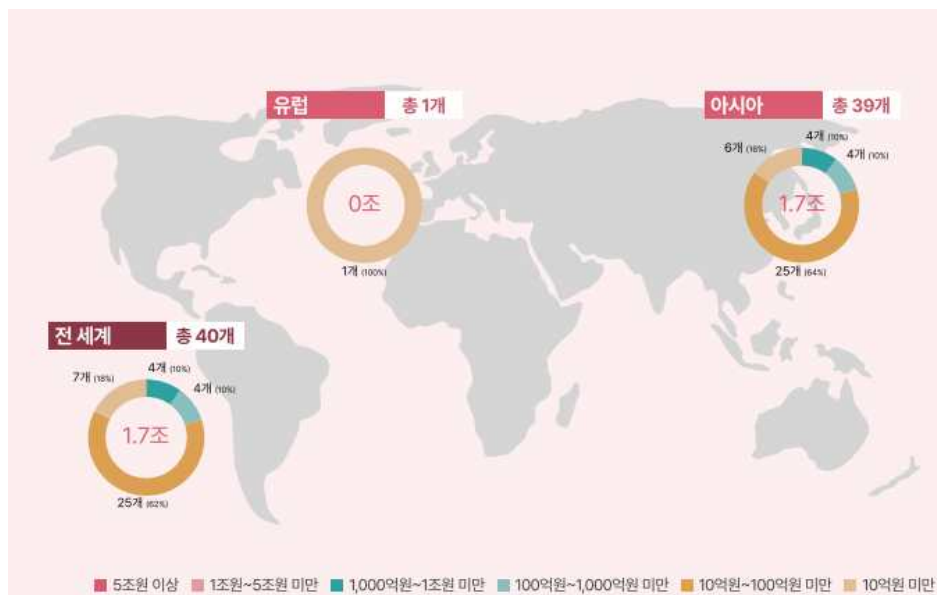 유럽 총 1개
0조
1개 (100%)
아시아 총 39개
4개 (10%)
6개 (16%)
4개 (10%)
1.7조
25개 (64%)
전 세계 총 40개
4개 (10%)
7개 (18%)
4개 (10%)
1.7조
25개 (62%)
5조원 이상 1조원~5조원 미만 1,000억원~1조원 미만 100억원~1,000억원 미만 10억원~100억원 미만 10억원 미만